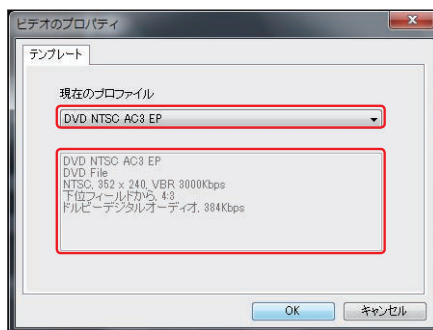 ビデオのプロパティ
テンプレート
現在のプロファイル
DVD NTSC AC3 EP
DVD NTSC AC3 EP
DVD File
NTSC, 352 x 240, VBR 3000Kbps
下位フィールドから, 4:3
ドルビーデジタルオーディオ, 384Kbps
OK
キャンセル